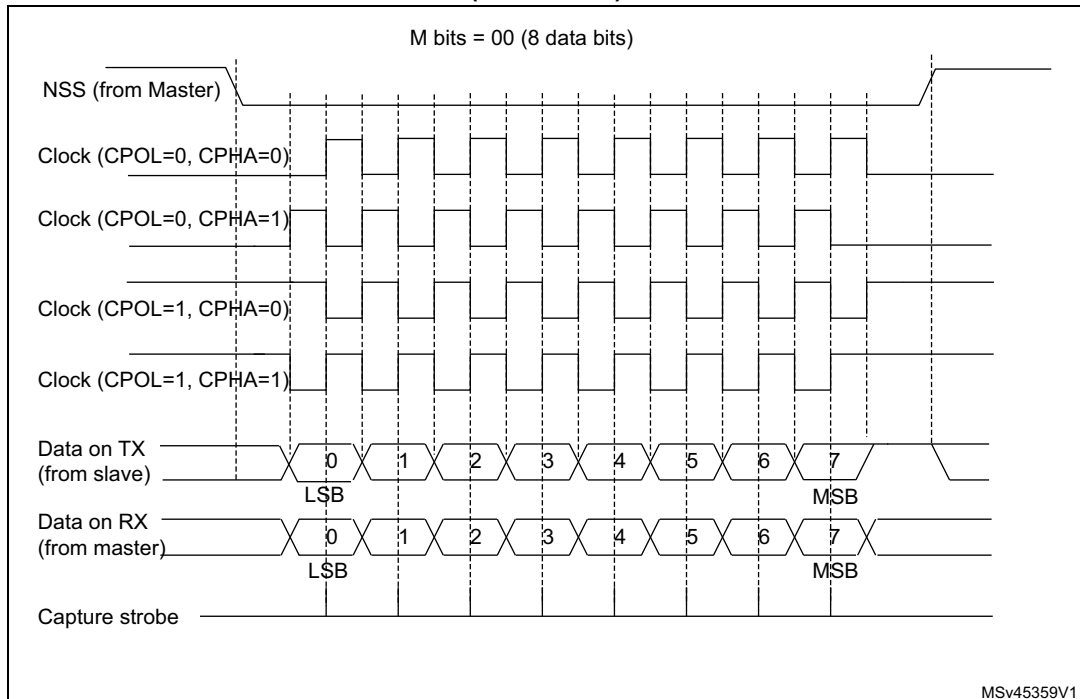 M bits = 00 (8 data bits)
NSS (from Master)
Clock (CPOL=0, CPHA=0)
Clock (CPOL=0, CPHA=1)
Clock (CPOL=1, CPHA=0)
Clock (CPOL=1, CPHA=1)
Data on TX
(from slave)
0 1 2 3 4 5 6 7
LSB MSB
Data on RX
(from master)
0 1 2 3 4 5 6 7
LSB MSB
Capture strobe
MSv45359V1